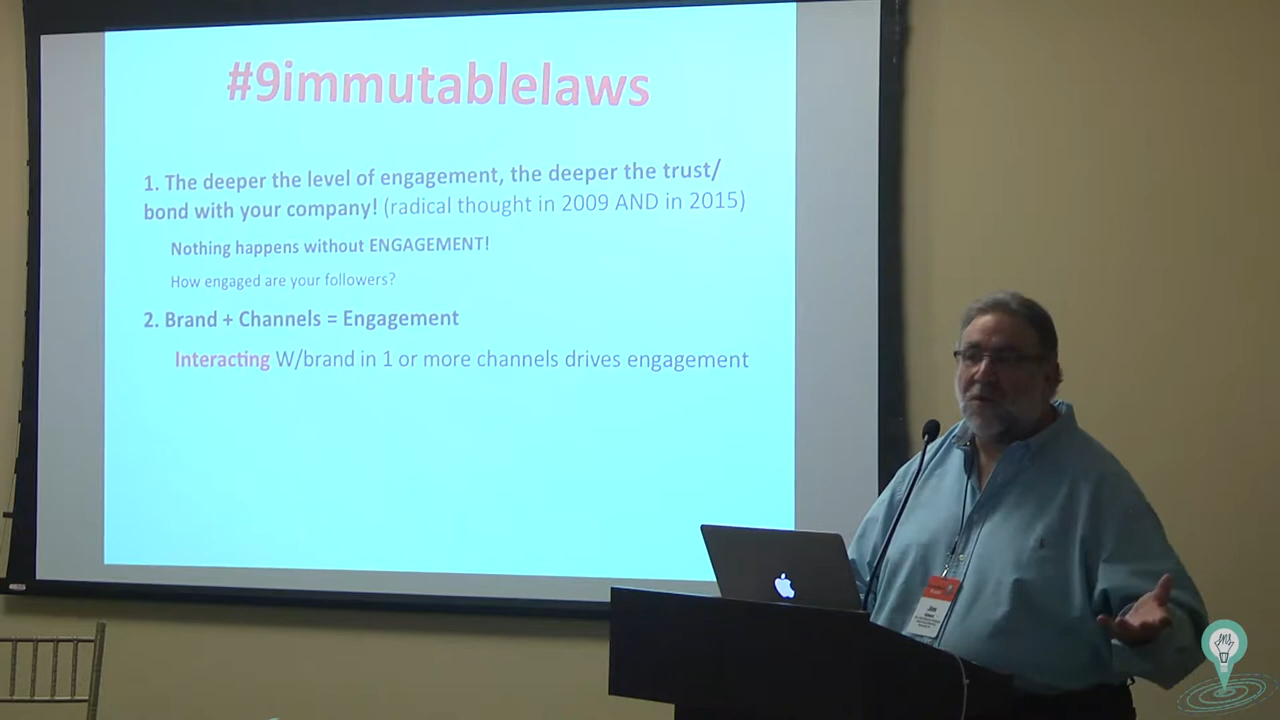 #9immutablelaws
1. The deeper the level of engagement, the deeper the trust/
bond with your company! (radical thought in 2009 AND in 2015)
Nothing happens without ENGAGEMENT!
How engaged are your followers?
2. Brand + Channels = Engagement
Interacting W/brand in 1 or more channels drives engagement
Jim